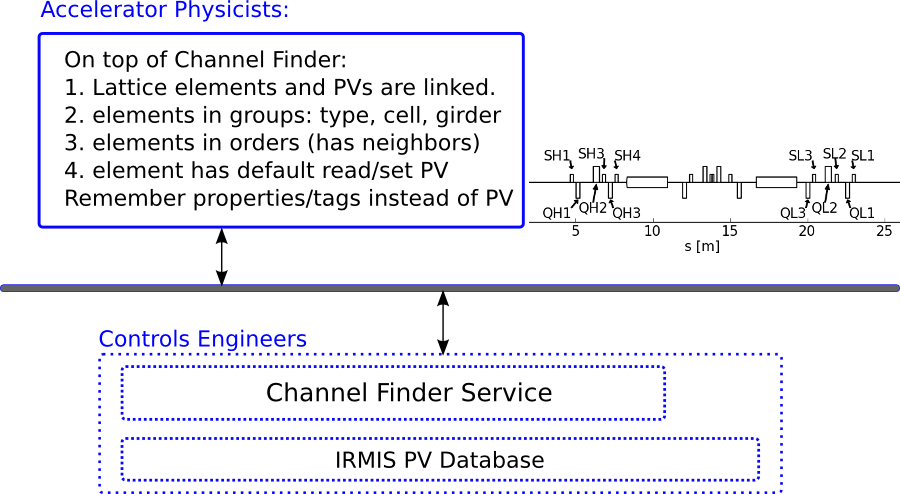 Accelerator Physicists:
On top of Channel Finder:
1. Lattice elements and PVs are linked.
2. elements in groups: type, cell, girder
3. elements in orders (has neighbors)
4. element has default read/set PV
Remember properties/tags instead of PV
SH1 SH3 SH4 SL3 SL2 SL1
QH1 QH2 QH3 QL3 QL2 QL1
5 10 15 20 25
s [m]
Controls Engineers
Channel Finder Service
IRMIS PV Database